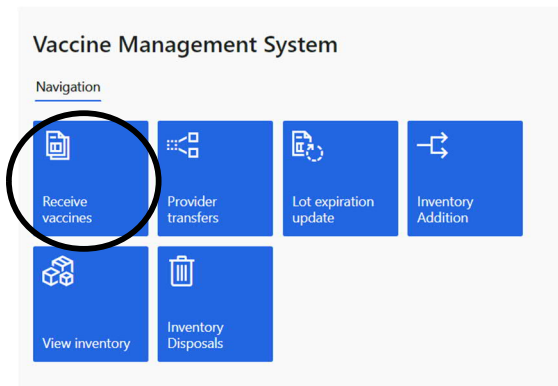 Vaccine Management System
Navigation
Receive
vaccines
Provider
transfers
Lot expiration
update
Inventory
Addition
View inventory
Inventory
Disposals